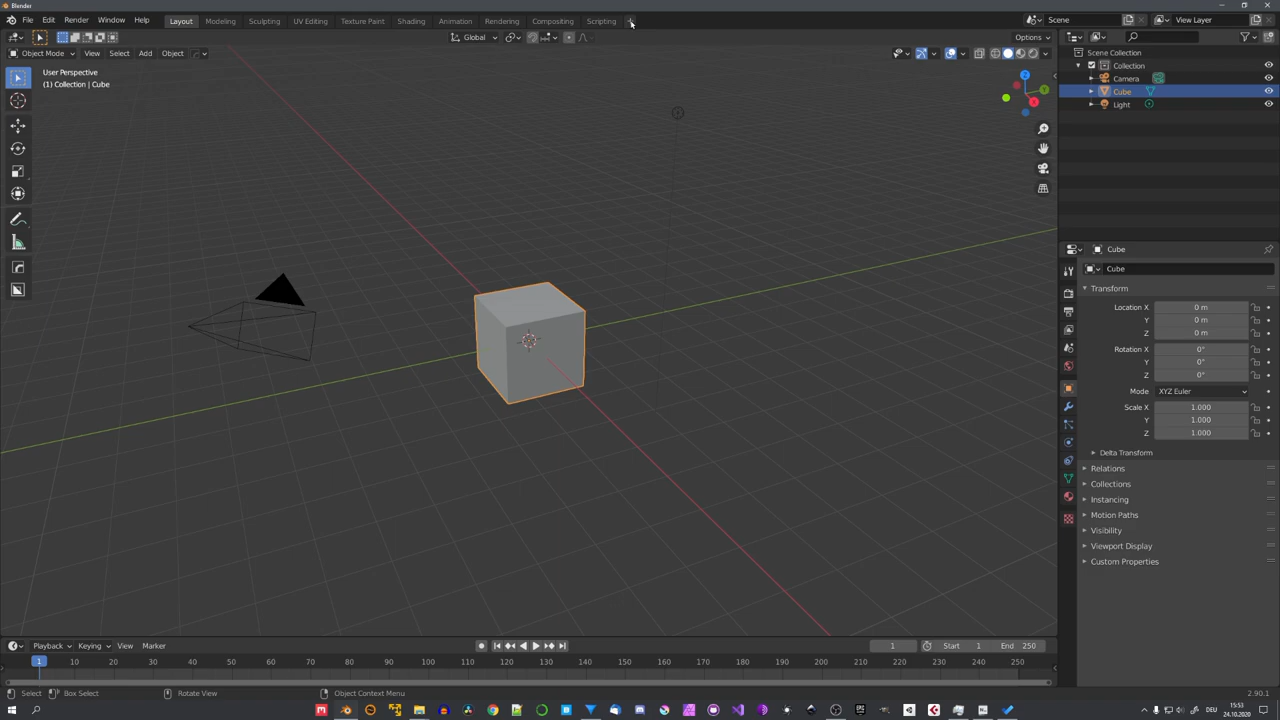 Blender
File Edit Render Window Help Layout Modeling Sculpting UV Editing Texture Paint Shading Animation Rendering Compositing Scripting + Scene View Layer
Global Options
Object Mode View Select Add Object
User Perspective
(1) Collection | Cube
Z
Y
X
Scene Collection
Collection
Camera
Cube
Light
Cube
Cube
Transform
Location X 0 m
Y 0 m
Z 0 m
Rotation X 0°
Y 0°
Z 0°
Mode XYZ Euler
Scale X 1.000
Y 1.000
Z 1.000
Delta Transform
Relations
Collections
Instancing
Motion Paths
Visibility
Viewport Display
Custom Properties
Playback Keying View Marker 1 Start 1 End 250
1 10 20 30 40 50 60 70 80 90 100 110 120 130 140 150 160 170 180 190 200 210 220 230 240 250
Select Box Select Rotate View Object Context Menu 2.90.1
DEU 15:53
24.10.2020